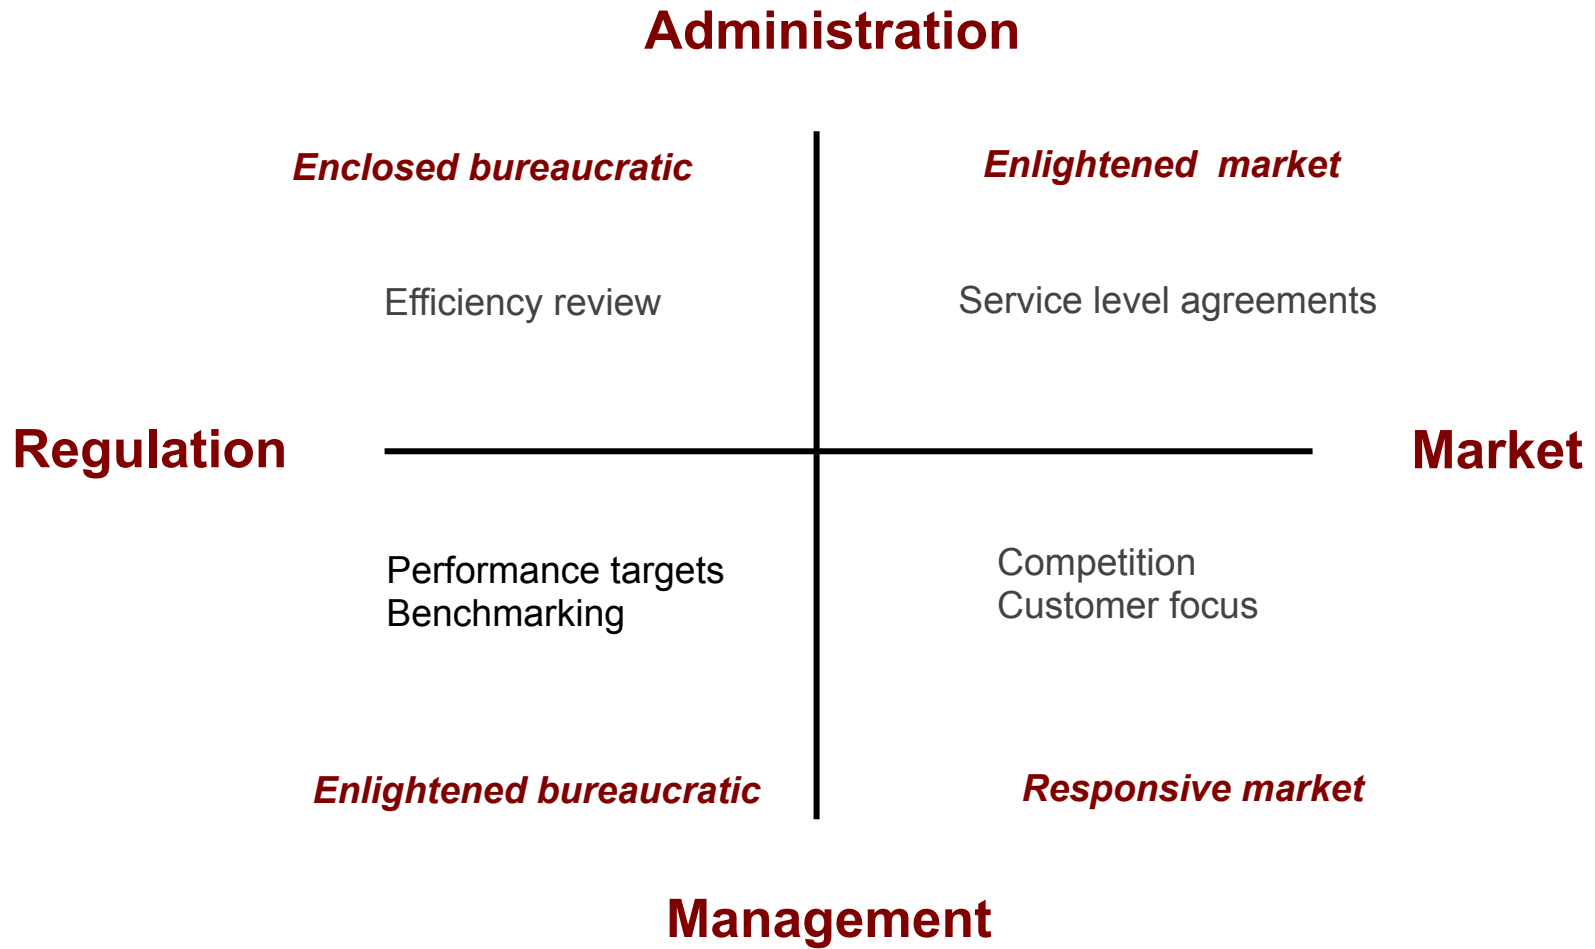 Administration
Enclosed bureaucratic
Enlightened market
Efficiency review
Service level agreements
Regulation
Market
Performance targets
Benchmarking
Competition
Customer focus
Enlightened bureaucratic
Responsive market
Management